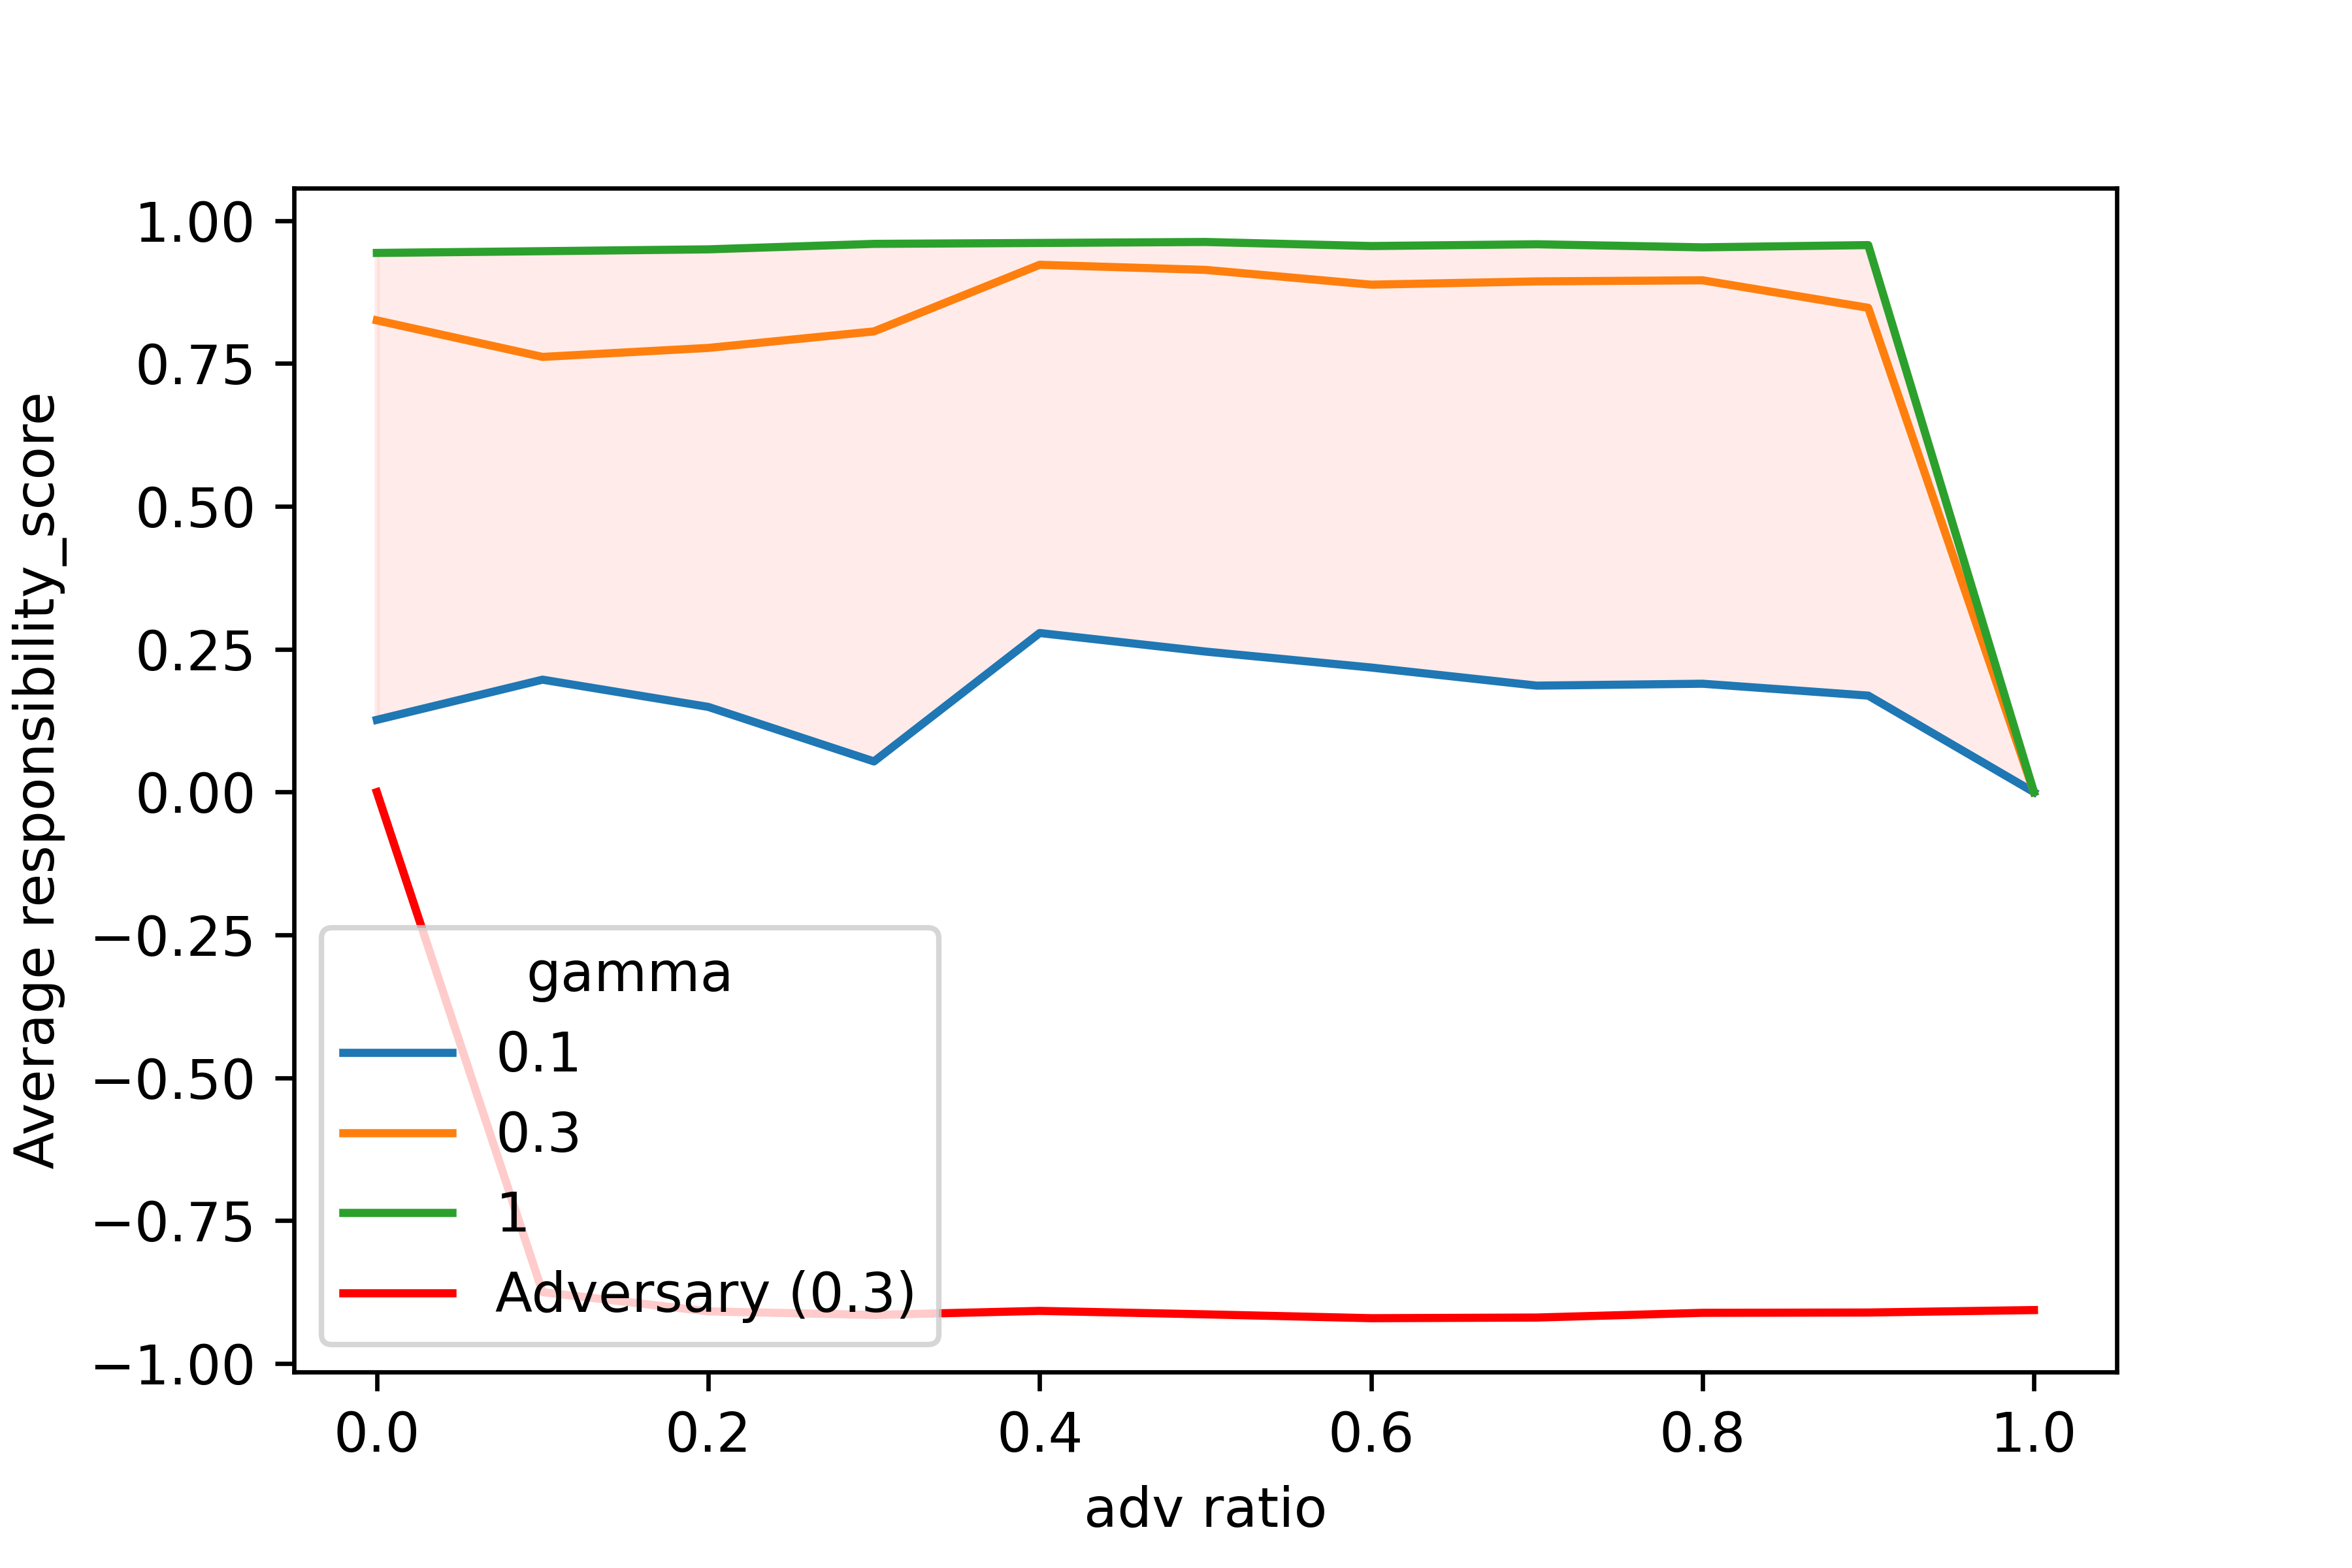 1.00
0.75
0.50
0.25
0.00
−0.25
−0.50
−0.75
−1.00
Average responsibility_score
gamma
0.1
0.3
1
Adversary (0.3)
0.0 0.2 0.4 0.6 0.8 1.0
adv ratio